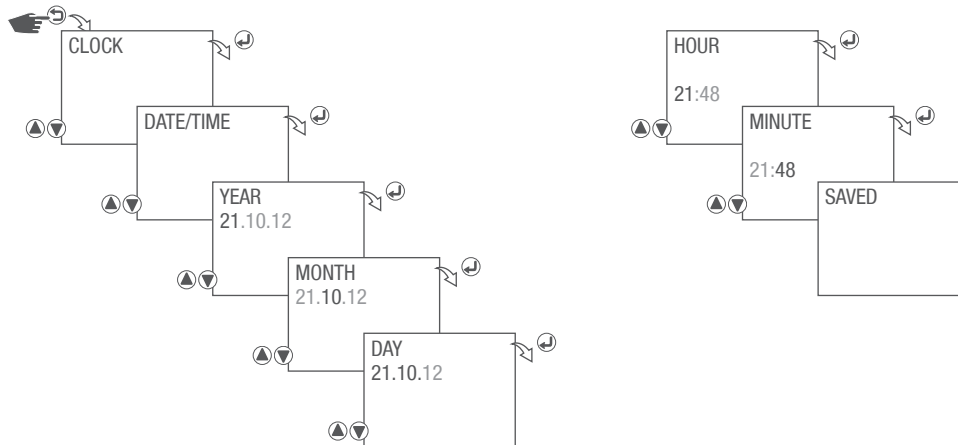 CLOCK
DATE/TIME
YEAR
21.10.12
MONTH
21.10.12
DAY
21.10.12
HOUR
21:48
MINUTE
21:48
SAVED